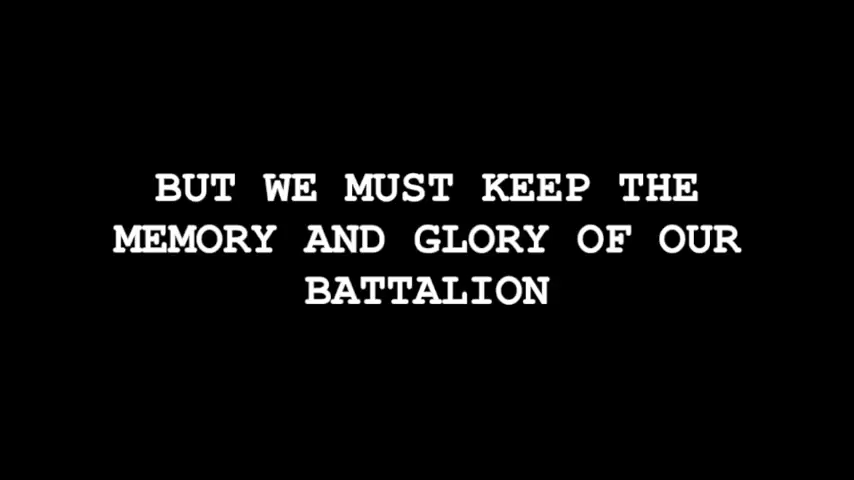 BUT WE MUST KEEP THE
MEMORY AND GLORY OF OUR
BATTALION